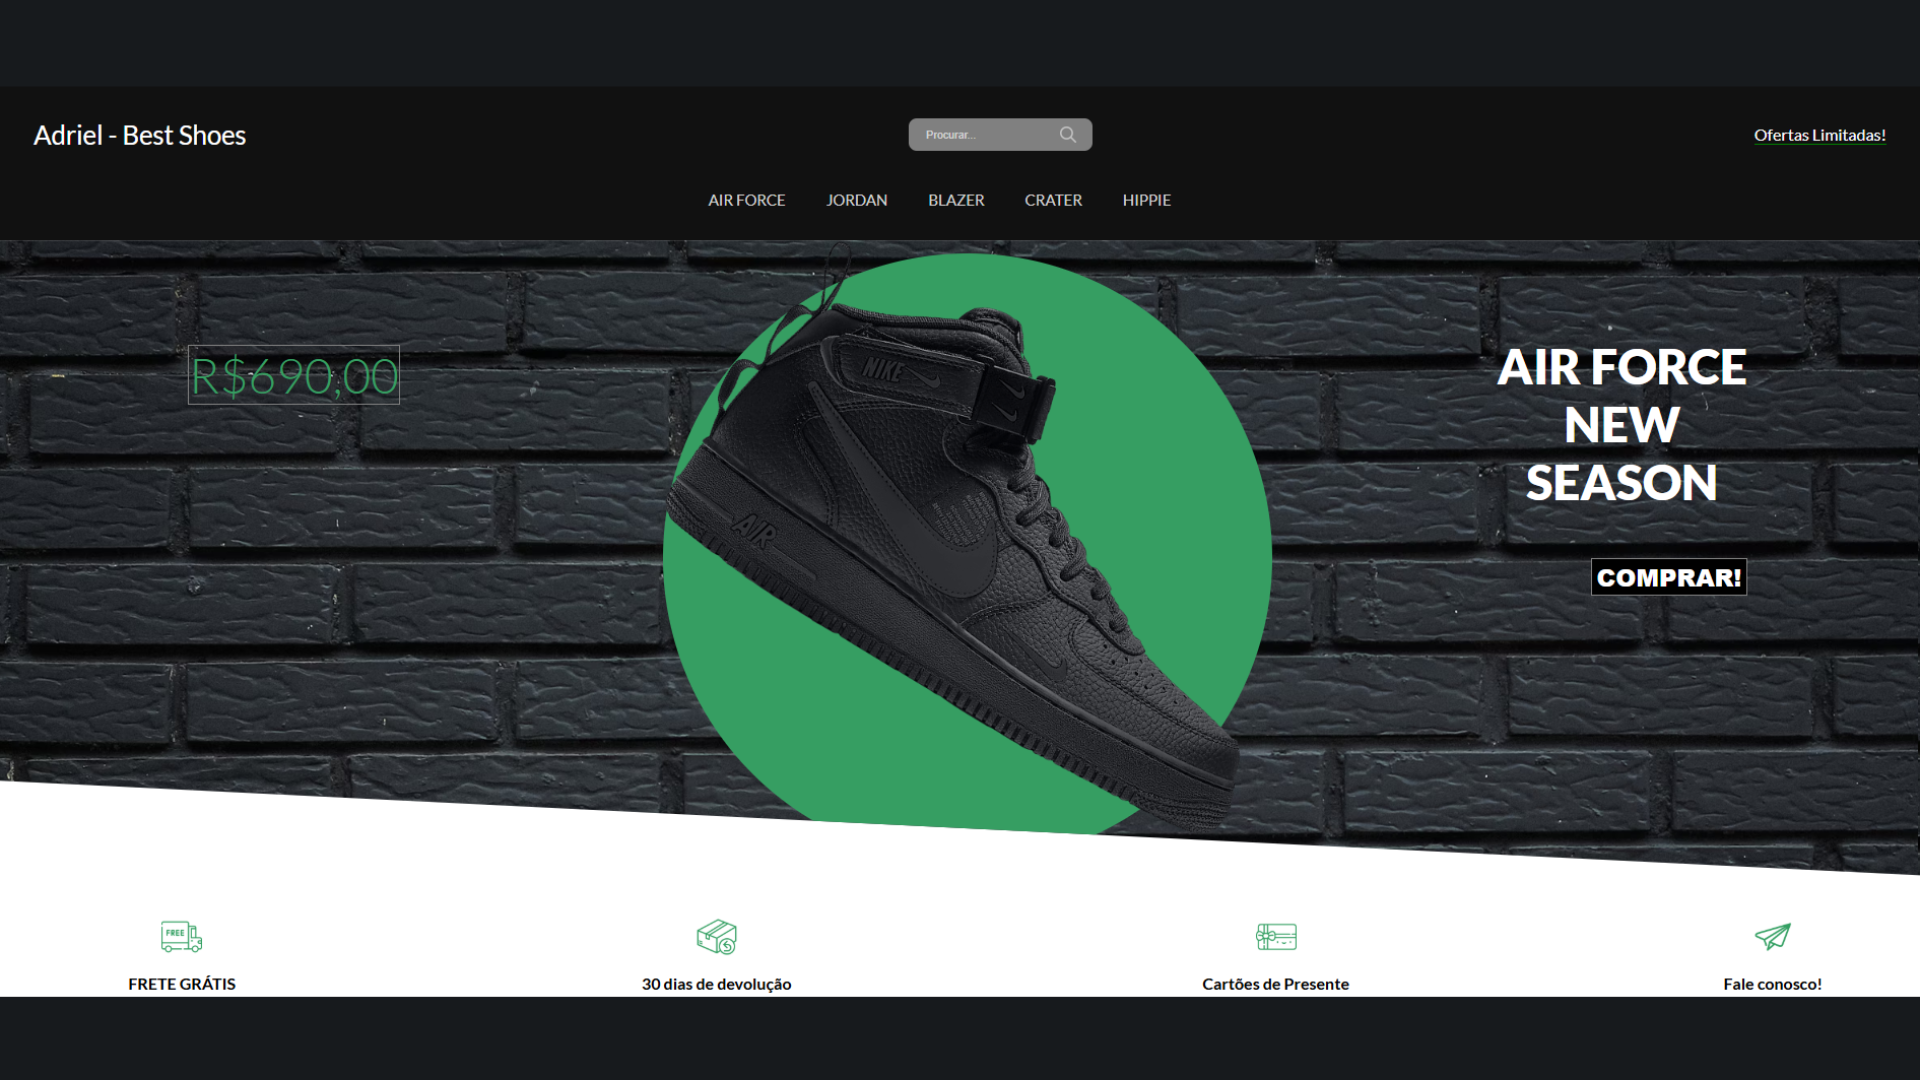 Adriel - Best Shoes
Procurar...
Ofertas Limitadas!
AIR FORCE
JORDAN
BLAZER
CRATER
HIPPIE
R$690,00
NIKE
AIR
AIR FORCE
NEW
SEASON
COMPRAR!
FREE
FRETE GRÁTIS
30 dias de devolução
Cartões de Presente
Fale conosco!